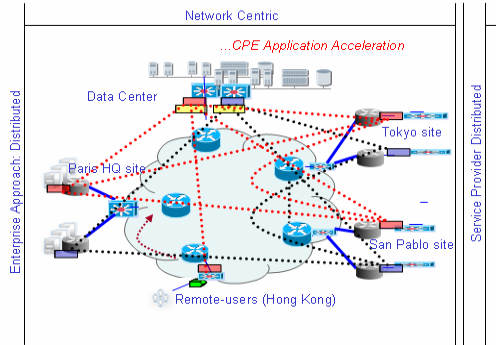 Network Centric
...CPE Application Acceleration
Data Center
Tokyo site
Paris HQ site
San Pablo site
Remote-users (Hong Kong)
Enterprise Approach: Distributed
Service Provider Distributed